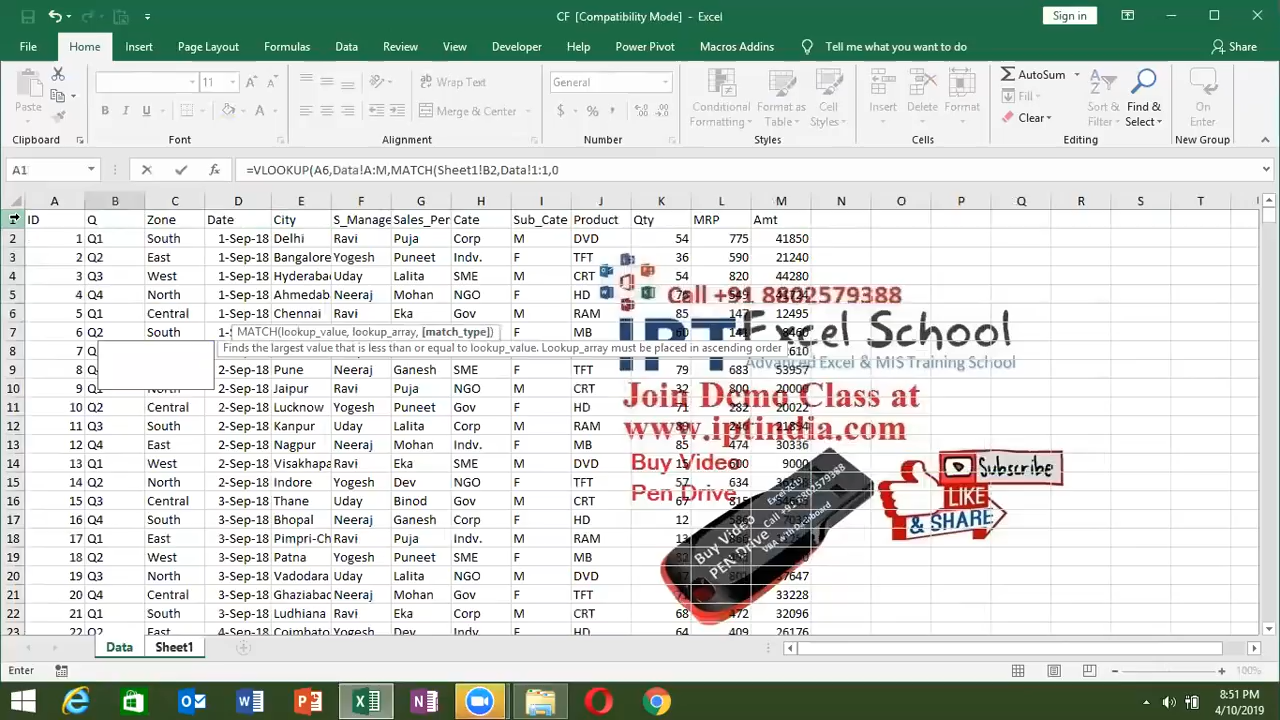 CF [Compatibility Mode] - Excel
Sign in
File Home Insert Page Layout Formulas Data Review View Developer Help Power Pivot Macros Addins Tell me what you want to do Share
Paste 11 Wrap Text General AutoSum
Merge & Center Conditional Formatting Format as Table Cell Styles Insert Delete Format Fill Clear Sort & Filter Find & Select On Enter
Clipboard Font Alignment Number Styles Cells Editing New Group
A1 =VLOOKUP(A6,Data!A:M,MATCH(Sheet1!B2,Data!1:1,0
A B C D E F G H I J K L M N O P Q R S T
ID Q Zone Date City S_Manage Sales_Per Cate Sub_Cate Product Qty MRP Amt
2 1 Q1 South 1-Sep-18 Delhi Ravi Puja Corp M DVD 54 775 41850
3 2 Q2 East 1-Sep-18 Bangalore Yogesh Puneet Indv. F TFT 36 590 21240
4 3 Q3 West 1-Sep-18 Hyderabad Uday Lalita SME M CRT 54 820 44280
5 4 Q4 North 1-Sep-18 Ahmedab Neeraj Mohan NGO F HD
6 5 Q1 Central 1-Sep-18 Chennai Ravi Eka Gov M RAM 85 147 12495
7 6 Q2 South MB
MATCH(lookup_value, lookup_array, [match_type])
8 7 Q
Finds the largest value that is less than or equal to lookup_value. Lookup_array must be placed in ascending order
9 8 2-Sep-18 Pune Neeraj Ganesh SME F TFT 79 683 53957
10 9 North 2-Sep-18 Jaipur Ravi Puja NGO M CRT 32 800 20000
11 10 Q2 Central 2-Sep-18 Lucknow Yogesh Puneet Gov F HD 71 282 20022
12 11 Q3 South 2-Sep-18 Kanpur Uday Lalita Corp M RAM 89 246 21894
13 12 Q4 East 2-Sep-18 Nagpur Neeraj Mohan Indv. F MB 85 474 30336
14 13 Q1 West 2-Sep-18 Visakhapa Ravi Eka SME M DVD 15 600 9000
15 14 Q2 North 2-Sep-18 Indore Yogesh Dev NGO F TFT 57 634
16 15 Q3 Central 3-Sep-18 Thane Uday Binod Gov M CRT 67
17 16 Q4 South 3-Sep-18 Bhopal Neeraj Ganesh Corp F HD 12
18 17 Q1 East 3-Sep-18 Pimpri-Ch Ravi Puja Indv. M RAM 13
19 18 Q2 West 3-Sep-18 Patna Yogesh Puneet SME F MB
20 19 Q3 North 3-Sep-18 Vadodara Uday Lalita NGO M DVD 37647
21 20 Q4 Central 3-Sep-18 Ghaziabad Neeraj Mohan Gov F TFT 33228
22 21 Q1 South 3-Sep-18 Ludhiana Ravi Eka Corp M CRT 68 472 32096
23 22 Q2 East 4-Sep-18 Coimbato Yogesh Dev Indv. F HD 64 409 26176
Call +91 8802579388
IPT Excel School
Advanced Excel & MIS Training School
Join Demo Class at
www.iptindia.com
Buy Video
Pen Drive
Buy Video
PEN Drive
Subscribe
LIKE
& SHARE
Data Sheet1
Enter 100%
8:51 PM
4/10/2019